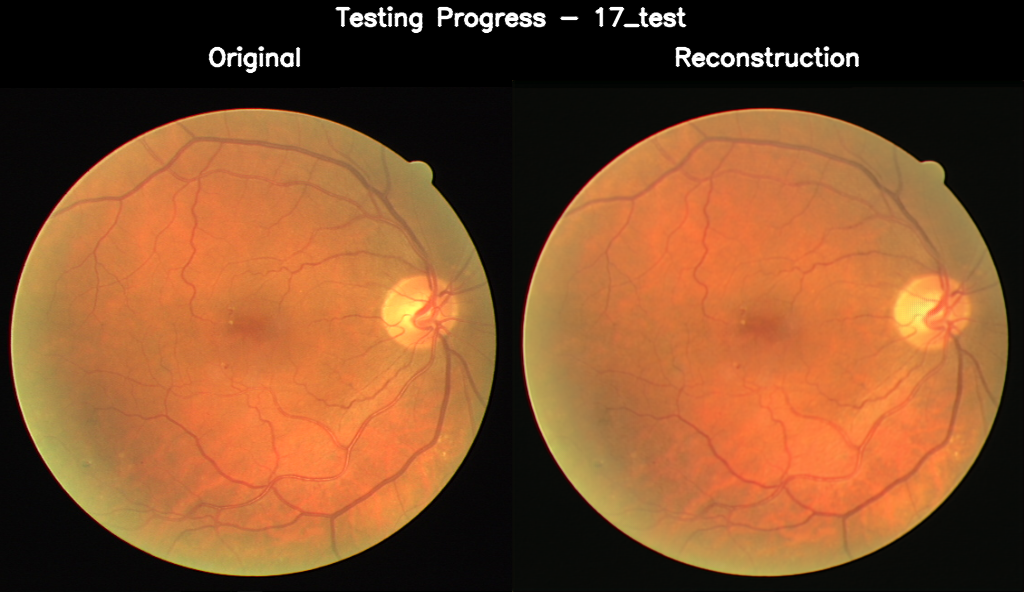 Testing Progress - 17_test
Original
Reconstruction